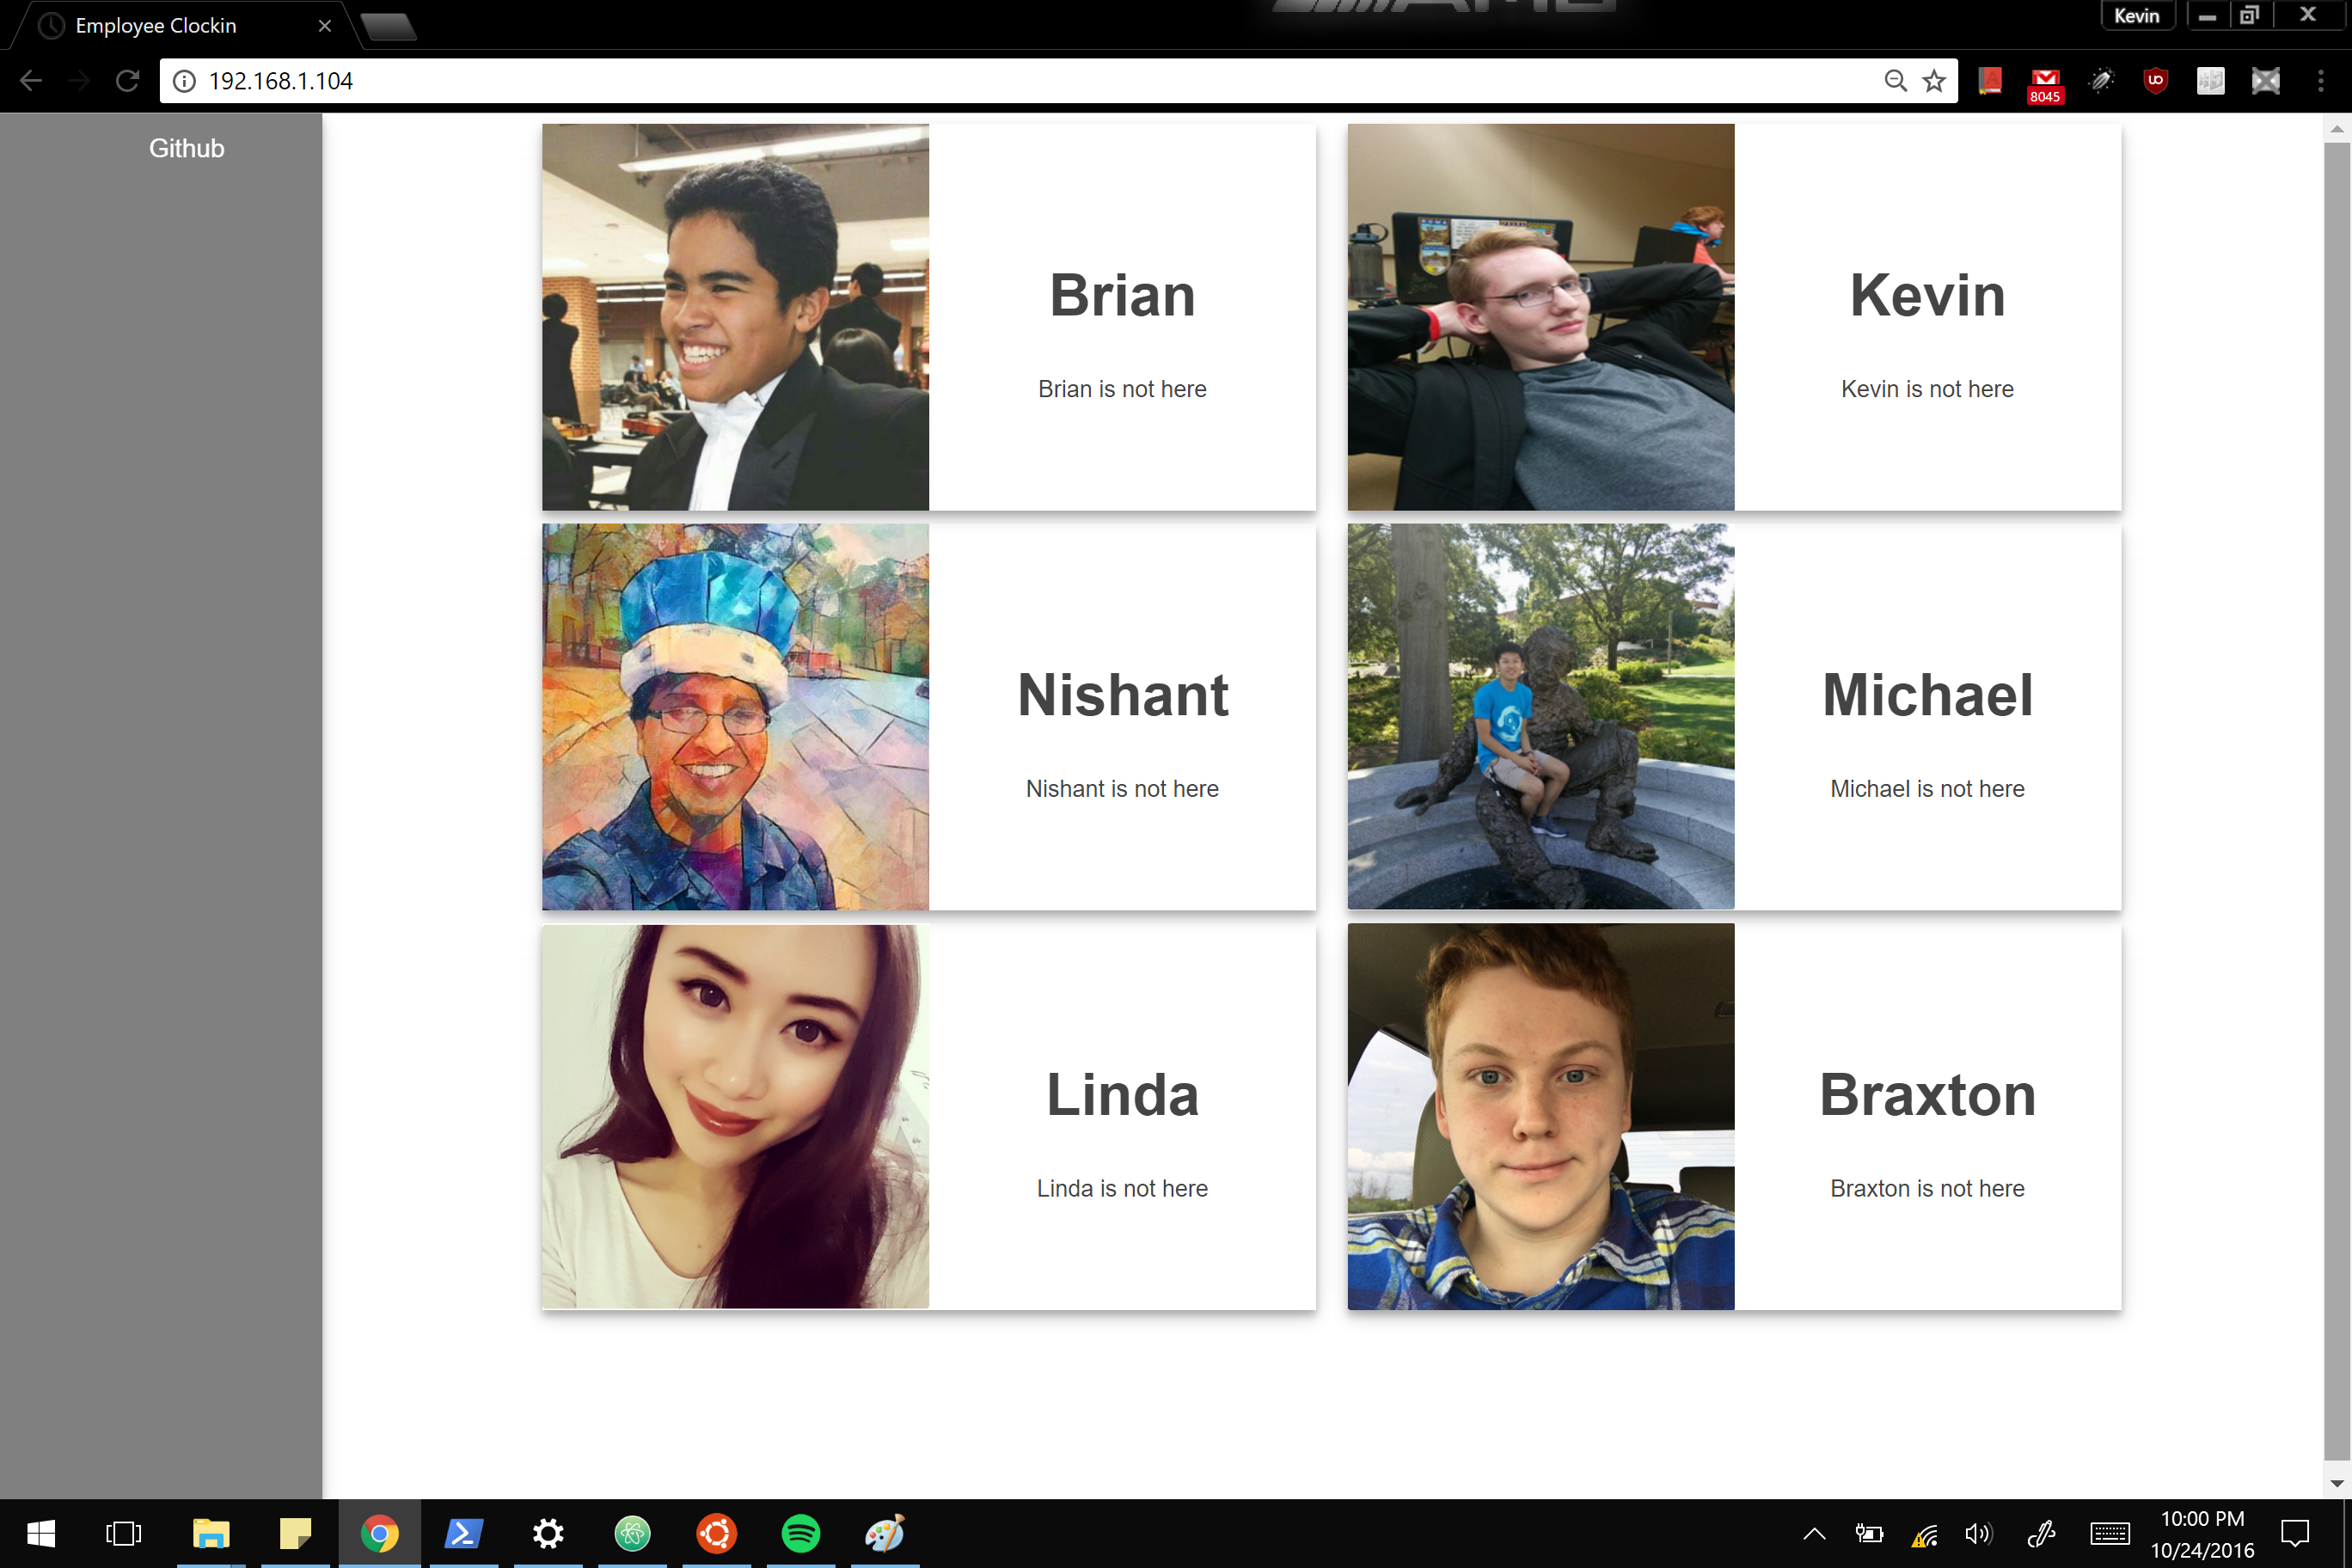 Employee Clockin
Kevin
192.168.1.104
8045
Github
Brian
Brian is not here
Kevin
Kevin is not here
Nishant
Nishant is not here
Michael
Michael is not here
Linda
Linda is not here
Braxton
Braxton is not here
10:00 PM
10/24/2016